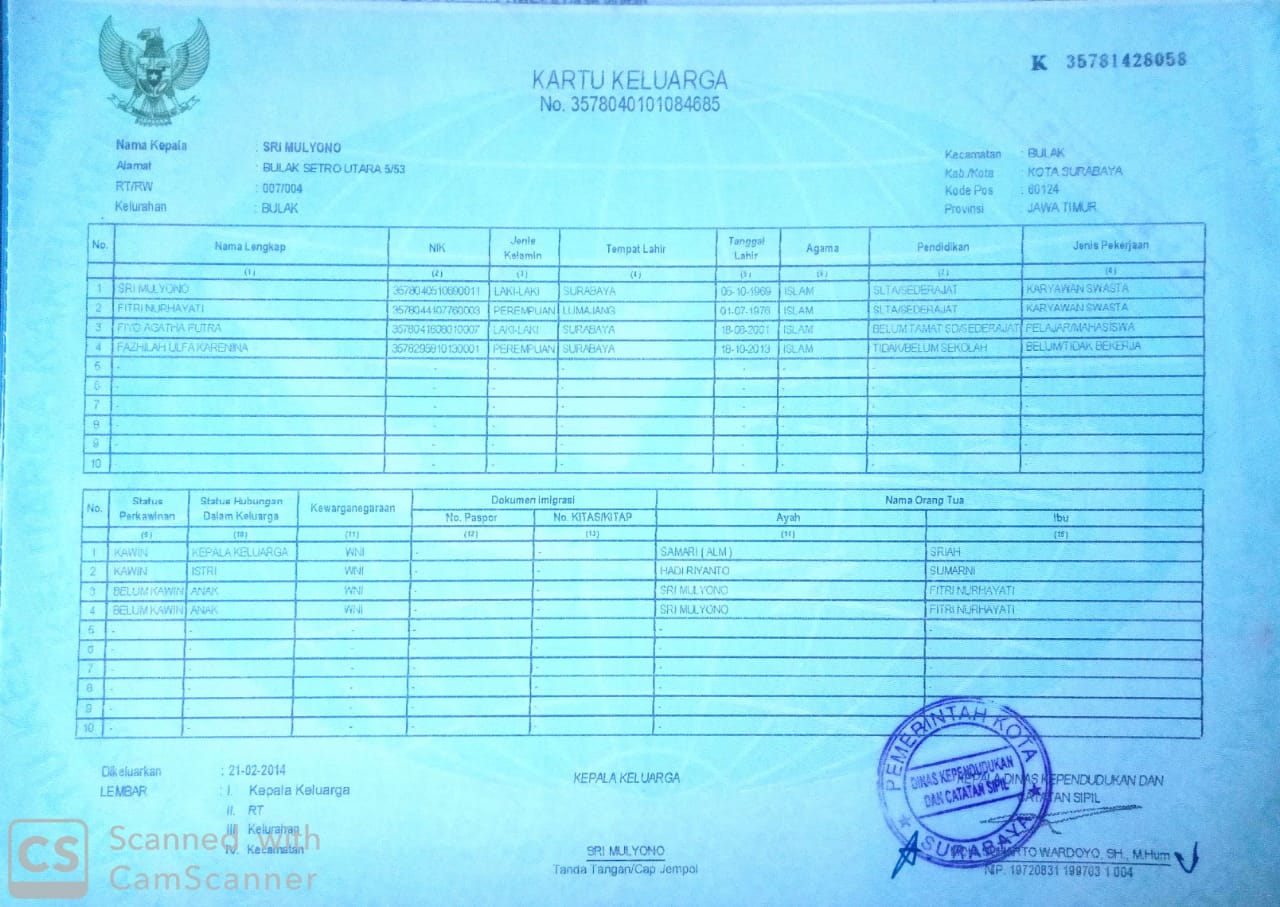 K 35781428058
KARTU KELUARGA
No. 3578040101084685
Nama Kepala : SRI MULYONO
Alamat : BULAK SETRO UTARA 5/53
RT/RW : 007/004
Kelurahan : BULAK
Kecamatan : BULAK
Kab./Kota : KOTA SURABAYA
Kode Pos : 60124
Provinsi : JAWA TIMUR
No. Nama Lengkap NIK Jenis Kelamin Tempat Lahir Tanggal Lahir Agama Pendidikan Jenis Pekerjaan
(1) (2) (3) (4) (5) (6) (7) (8)
1 SRI MULYONO 3578040510690011 LAKI-LAKI SURABAYA 05-10-1969 ISLAM SLTA/SEDERAJAT KARYAWAN SWASTA
2 FITRI NURHAYATI 3578044107760003 PEREMPUAN LUMAJANG 01-07-1976 ISLAM SLTA/SEDERAJAT KARYAWAN SWASTA
3 FIYO AGATHA PUTRA 3578041608010007 LAKI-LAKI SURABAYA ISLAM BELUM TAMAT SD/SEDERAJAT PELAJAR/MAHASISWA
4 FAZHILAH ULFA KARENINA 3578295810130001 PEREMPUAN SURABAYA 18-10-2013 ISLAM TIDAK/BELUM SEKOLAH BELUM/TIDAK BEKERJA
5 - - - - - - - -
6 - - - - - - - -
7 - - - - - - - -
8 - - - - - - - -
9 - - - - - - - -
10 - - - - - - - -
No. Status Perkawinan Status Hubungan Dalam Keluarga Kewarganegaraan Dokumen Imigrasi Nama Orang Tua
No. Paspor No. KITAS/KITAP Ayah Ibu
(9) (10) (11) (12) (13) (14) (15)
1 KAWIN KEPALA KELUARGA WNI - - SAMARI ( ALM ) SRIAH
2 KAWIN ISTRI WNI - - HADI RIYANTO SUMARNI
3 BELUM KAWIN ANAK WNI - - SRI MULYONO FITRI NURHAYATI
4 BELUM KAWIN ANAK WNI - - SRI MULYONO FITRI NURHAYATI
5 - - - - - - -
6 - - - - - - -
7 - - - - - - -
8 - - - - - - -
9 - - - - - - -
10 - - - - - - -
Dikeluarkan : 21-02-2014
LEMBAR : I. Kepala Keluarga
II. RT
III Kelurahan
IV. Kecamatan
KEPALA KELUARGA
SRI MULYONO
Tanda Tangan/Cap Jempol
KEPALA DINAS KEPENDUDUKAN DAN
CATATAN SIPIL
WARDOYO, SH., M.Hum
NIP. 19720831 199703 1 004
PEMERINTAH KOTA
DINAS KEPENDUDUKAN
DAN CATATAN SIPIL
SURABAYA
CS Scanned with
CamScanner